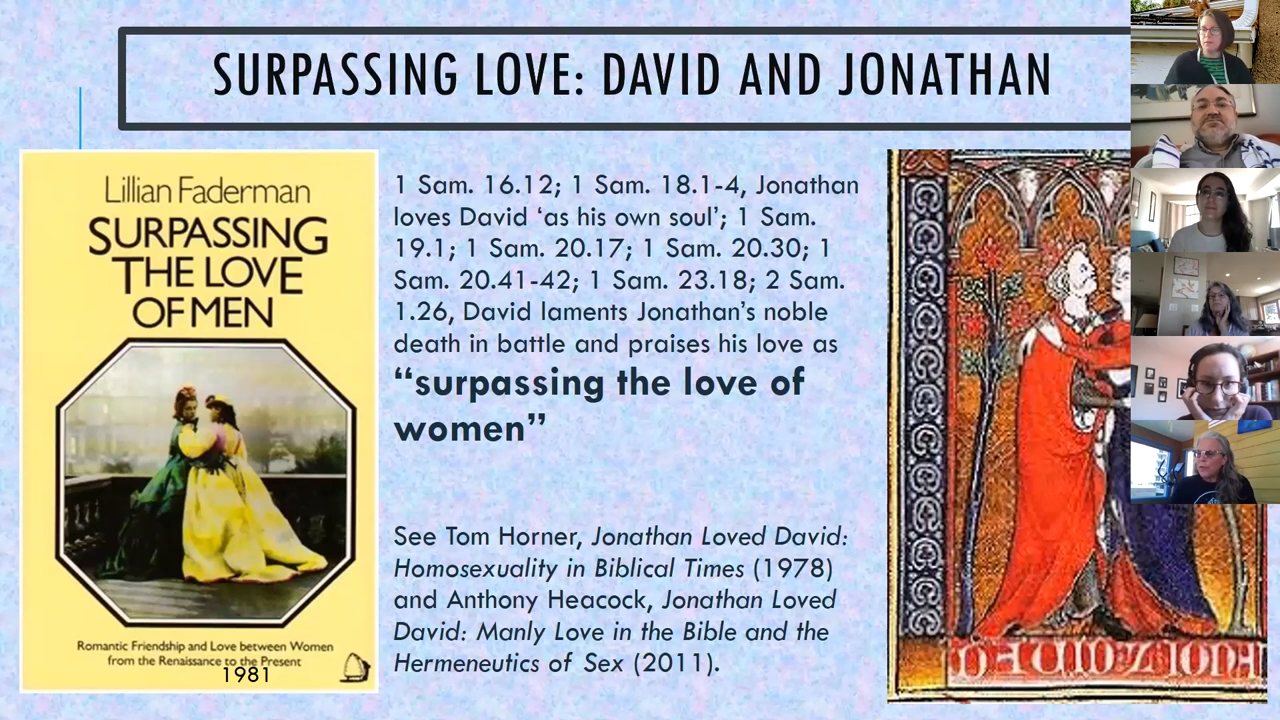 SURPASSING LOVE: DAVID AND JONATHAN
Lillian Faderman
SURPASSING
THE LOVE
OF MEN
Romantic Friendship and Love between Women
from the Renaissance to the Present
1981
1 Sam. 16.12; 1 Sam. 18.1-4, Jonathan
loves David ‘as his own soul’; 1 Sam.
19.1; 1 Sam. 20.17; 1 Sam. 20.30; 1
Sam. 20.41-42; 1 Sam. 23.18; 2 Sam.
1.26, David laments Jonathan’s noble
death in battle and praises his love as
“surpassing the love of
women”
See Tom Horner, Jonathan Loved David:
Homosexuality in Biblical Times (1978)
and Anthony Heacock, Jonathan Loved
David: Manly Love in the Bible and the
Hermeneutics of Sex (2011).